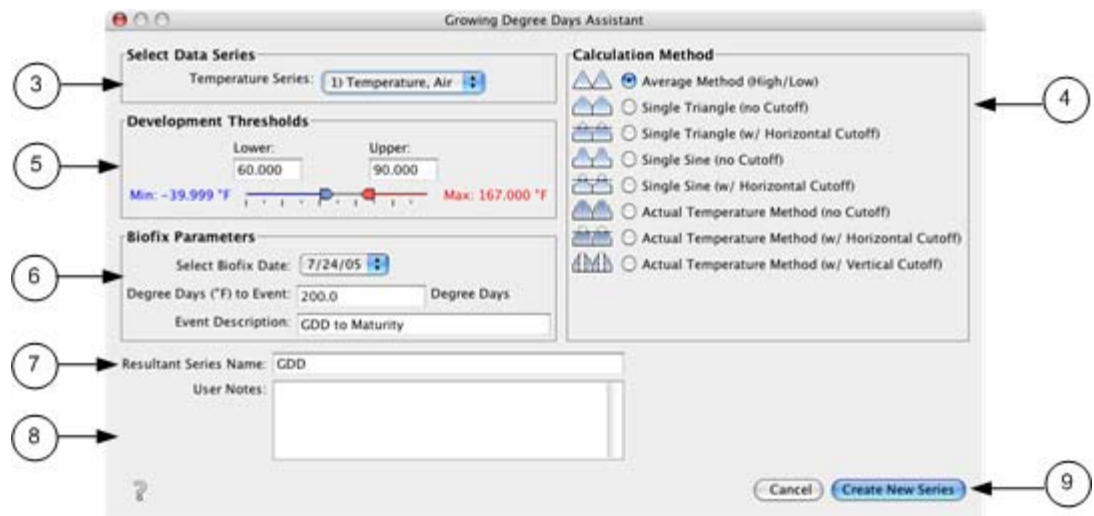 Growing Degree Days Assistant
3
Select Data Series
Temperature Series: 1) Temperature, Air
5
Development Thresholds
Lower: Upper:
60.000 90.000
Min: -39.999 °F Max: 167.000 °F
6
Biofix Parameters
Select Biofix Date: 7/24/05
Degree Days (°F) to Event: 200.0 Degree Days
Event Description: GDD to Maturity
4
Calculation Method
Average Method (High/Low)
Single Triangle (no Cutoff)
Single Triangle (w/ Horizontal Cutoff)
Single Sine (no Cutoff)
Single Sine (w/ Horizontal Cutoff)
Actual Temperature Method (no Cutoff)
Actual Temperature Method (w/ Horizontal Cutoff)
Actual Temperature Method (w/ Vertical Cutoff)
7
Resultant Series Name: GDD
8
User Notes:
?
Cancel Create New Series
9